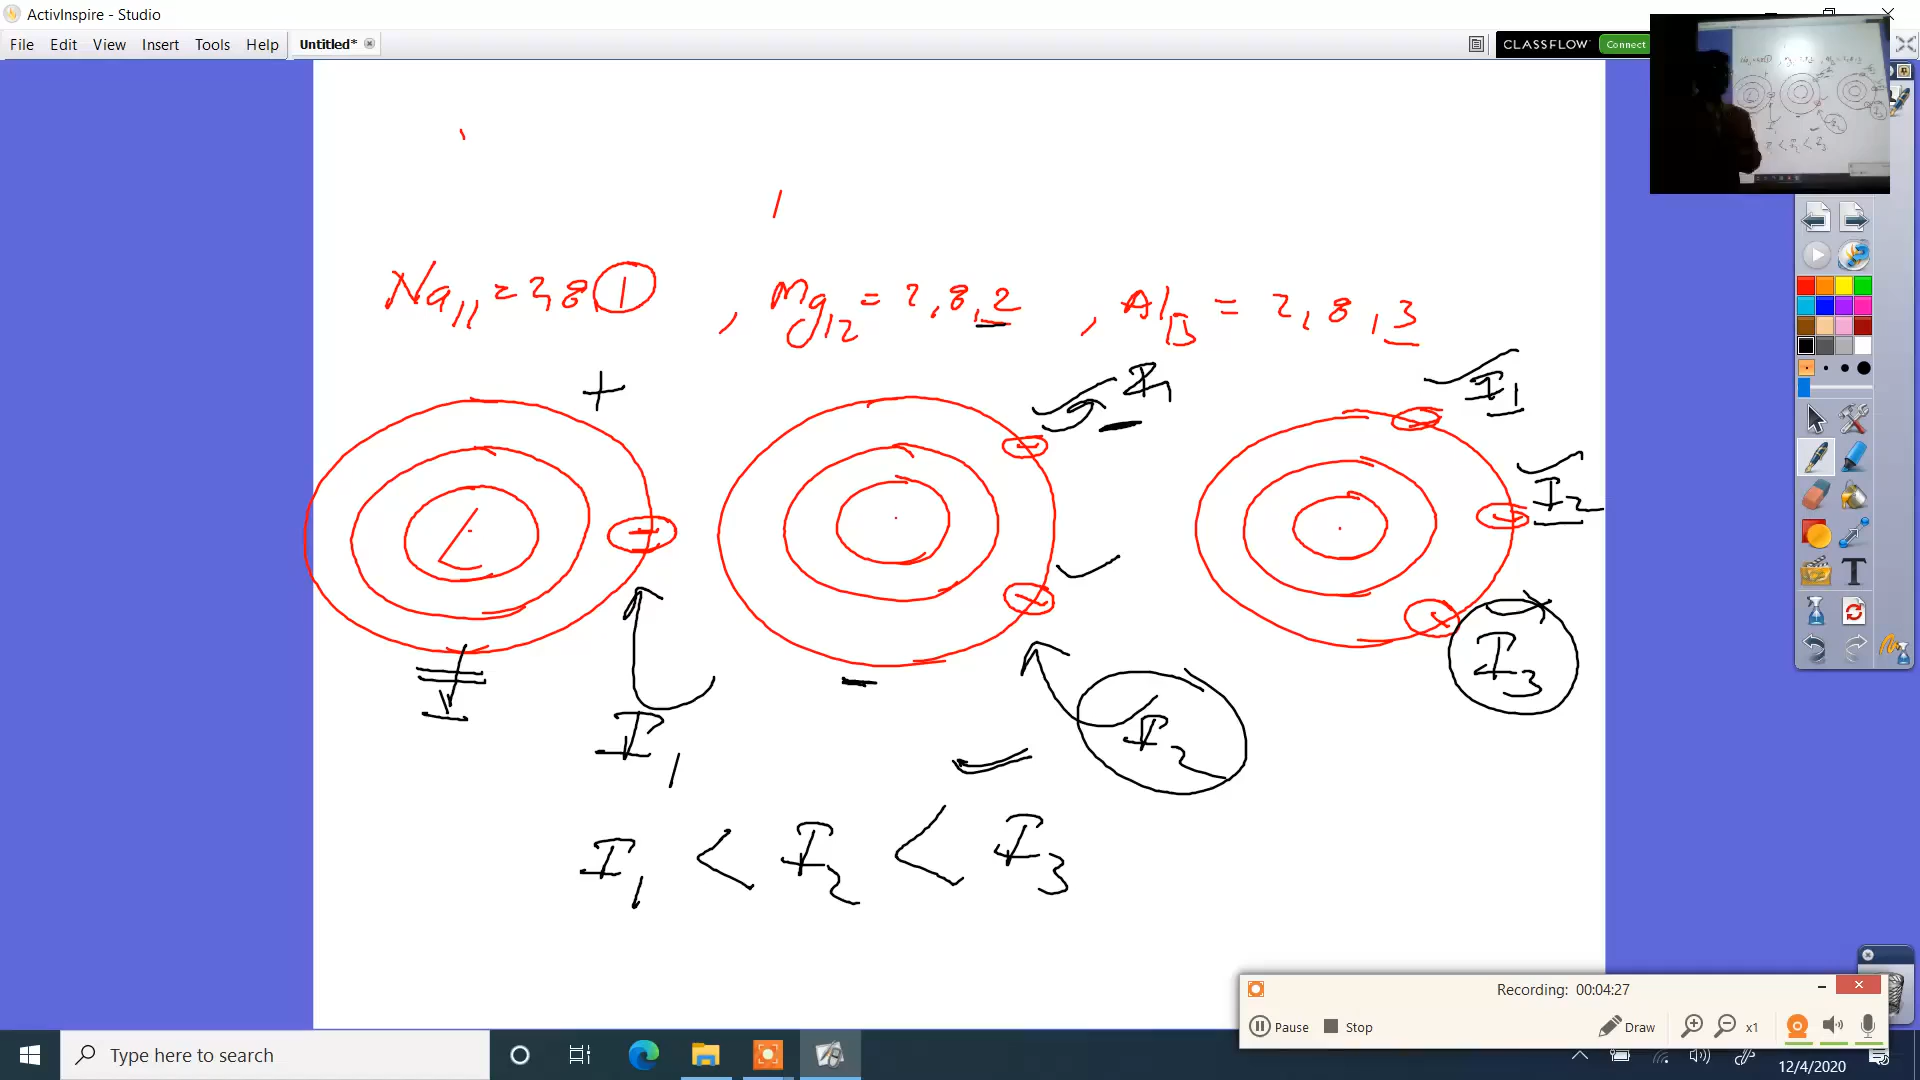 ActivInspire - Studio
File Edit View Insert Tools Help Untitled*
CLASSFLOW Connect
Na11 = 2,8,1 , Mg12 = 2,8,2 , Al13 = 2,8,3
+
I1
I1
I2
I3
I1
I2
I1 < I2 < I3
Recording: 00:04:27
Pause Stop Draw x1
Type here to search
12/4/2020